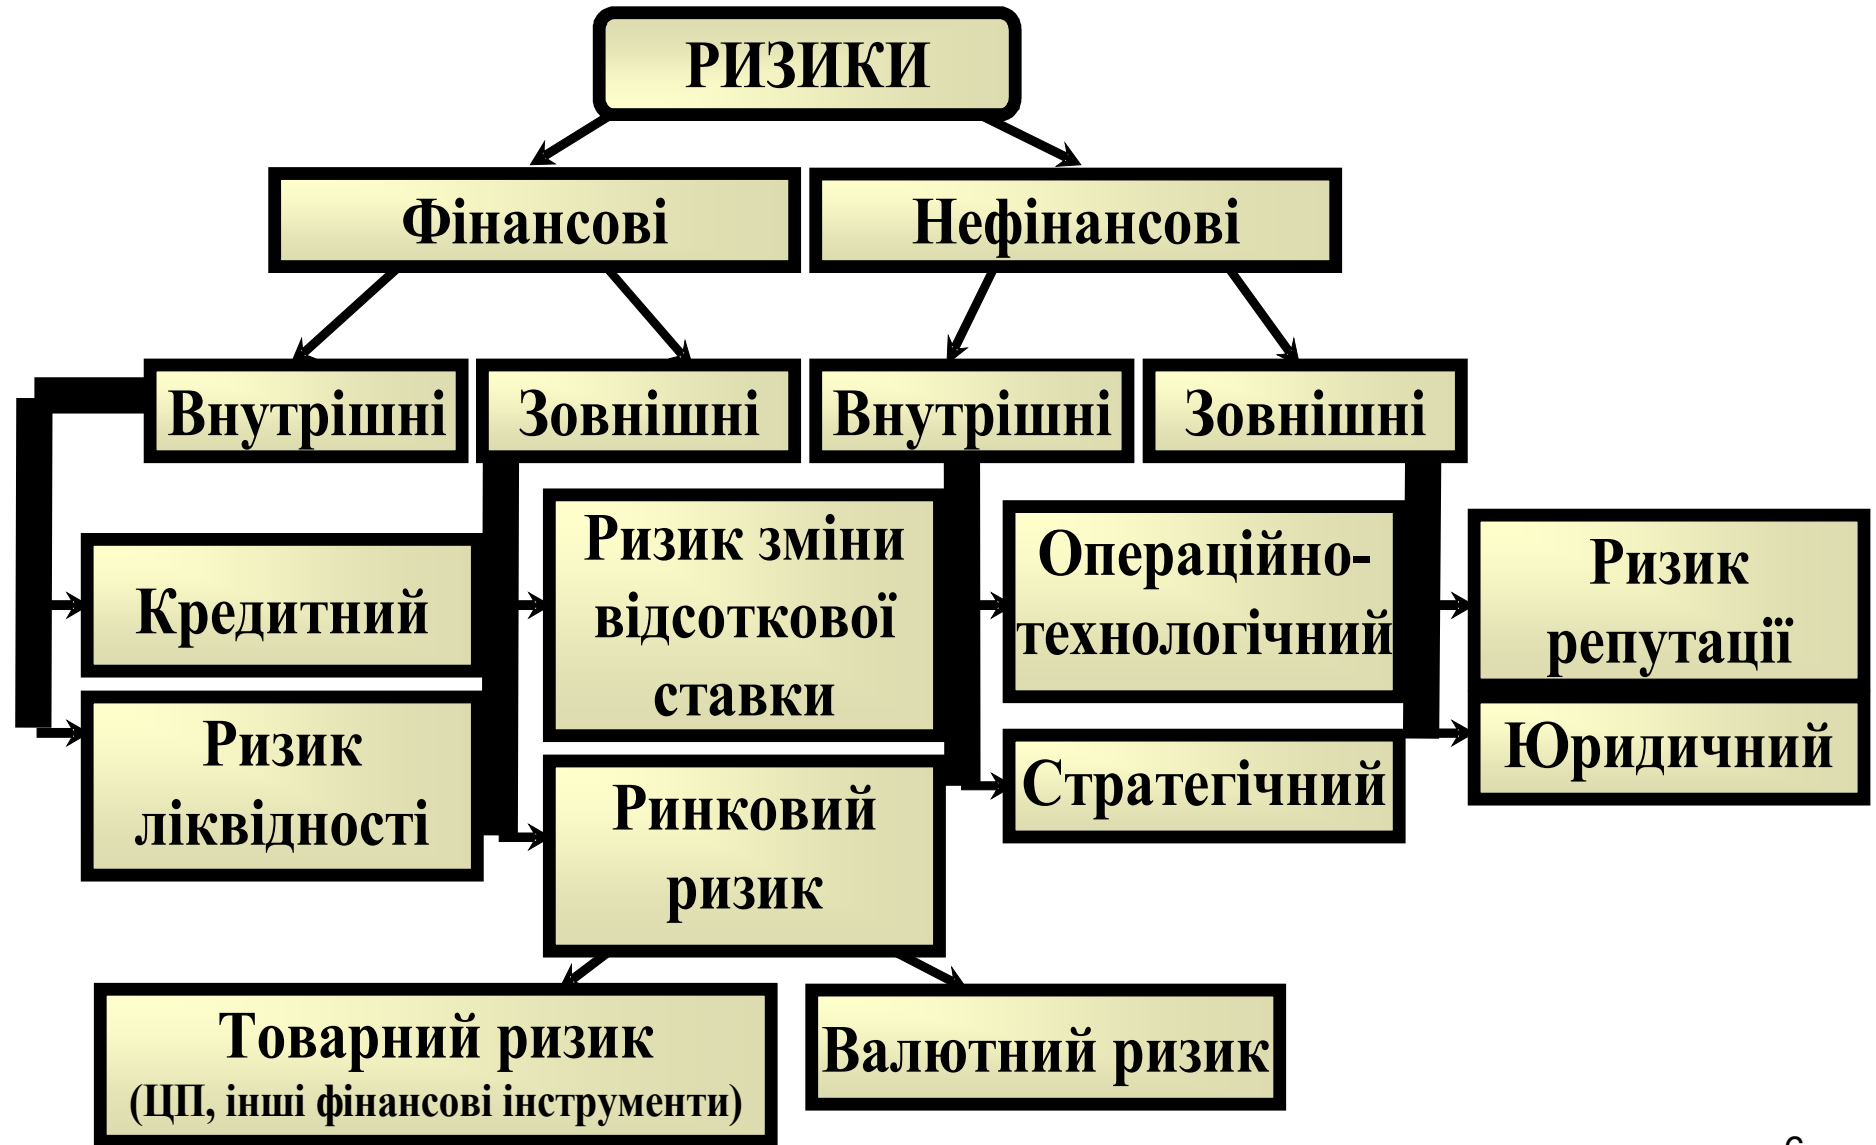 РИЗИКИ
Фінансові
Нефінансові
Внутрішні
Зовнішні
Внутрішні
Зовнішні
Кредитний
Ризик
ліквідності
Ризик зміни
відсоткової
ставки
Ринковий
ризик
Операційно-
технологічний
Стратегічний
Ризик
репутації
Юридичний
Товарний ризик
(ЦП, інші фінансові інструменти)
Валютний ризик